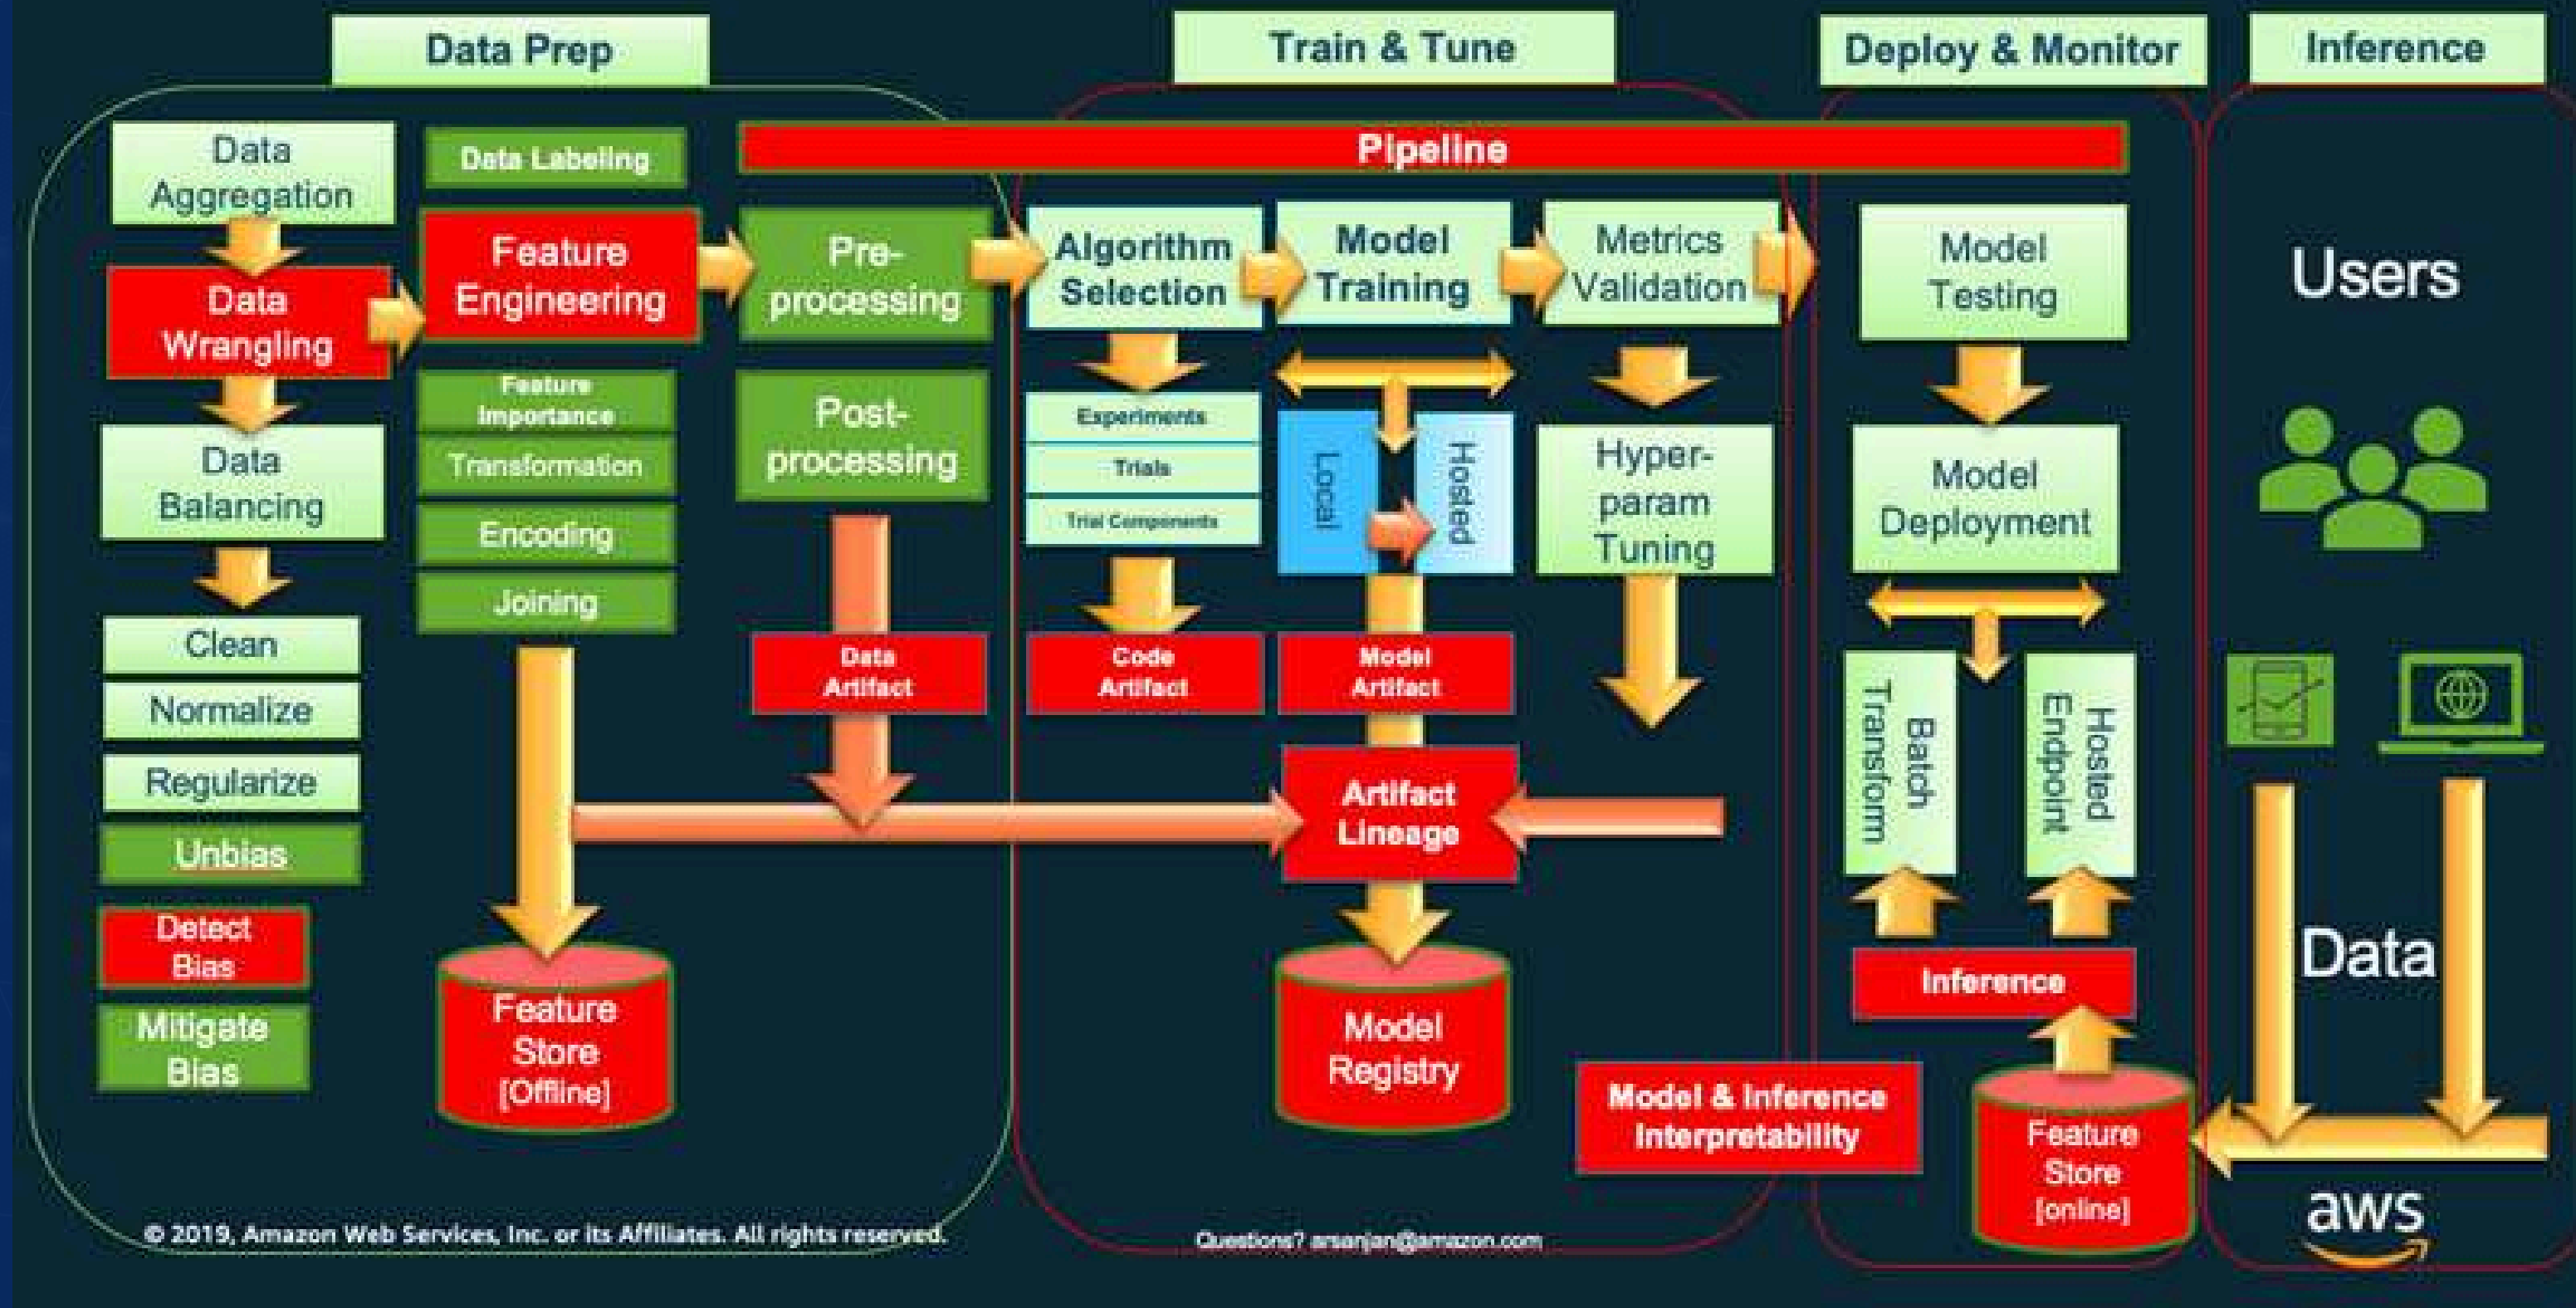 Data Prep
Train & Tune
Deploy & Monitor
Inference
Pipeline
Data
Aggregation
Data
Wrangling
Data
Balancing
Clean
Normalize
Regularize
Unbias
Detect
Bias
Mitigate
Bias
Data Labeling
Feature
Engineering
Feature
Importance
Transformation
Encoding
Joining
Feature
Store
[Offline]
Pre-
processing
Post-
processing
Data
Artifact
Algorithm
Selection
Experiments
Trials
Trial Components
Code
Artifact
Model
Training
Local
Hosted
Model
Artifact
Artifact
Lineage
Model
Registry
Metrics
Validation
Hyper-
param
Tuning
Model & Inference
Interpretability
Model
Testing
Model
Deployment
Batch
Transform
Hosted
Endpoint
Inference
Feature
Store
[online]
Users
Data
aws
© 2019, Amazon Web Services, Inc. or its Affiliates. All rights reserved.
Questions? arsanjan@amazon.com